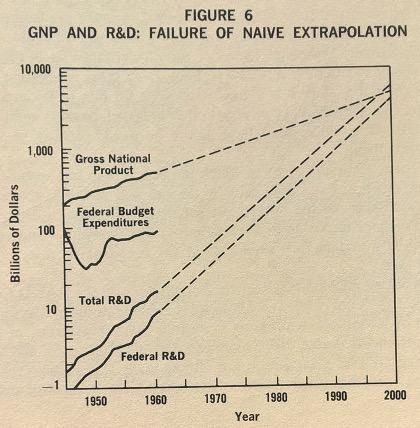 FIGURE 6
GNP AND R&D: FAILURE OF NAIVE EXTRAPOLATION
10,000
1,000
100
10
1
Billions of Dollars
Gross National
Product
Federal Budget
Expenditures
Total R&D
Federal R&D
1950
1960
1970
1980
1990
2000
Year